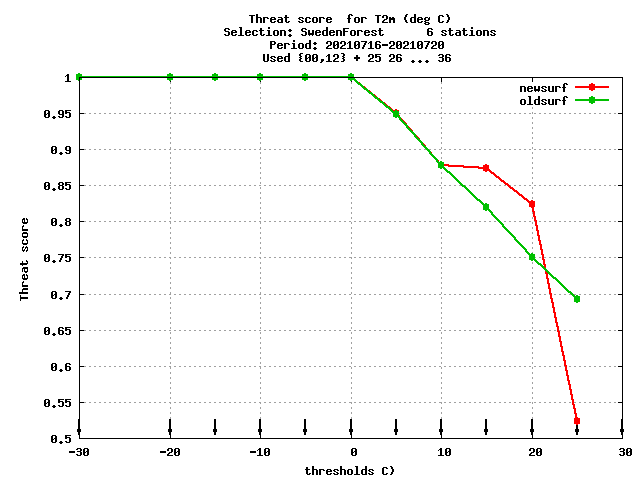 Threat score  for T2m (deg C)
Selection: SwedenForest      6 stations
Period: 20210716-20210720
Used {00,12} + 25 26 ... 36
newsurf
oldsurf
1
0.95
0.9
0.85
0.8
0.75
0.7
0.65
0.6
0.55
0.5
Threat score
-30
-20
-10
0
10
20
30
thresholds C)